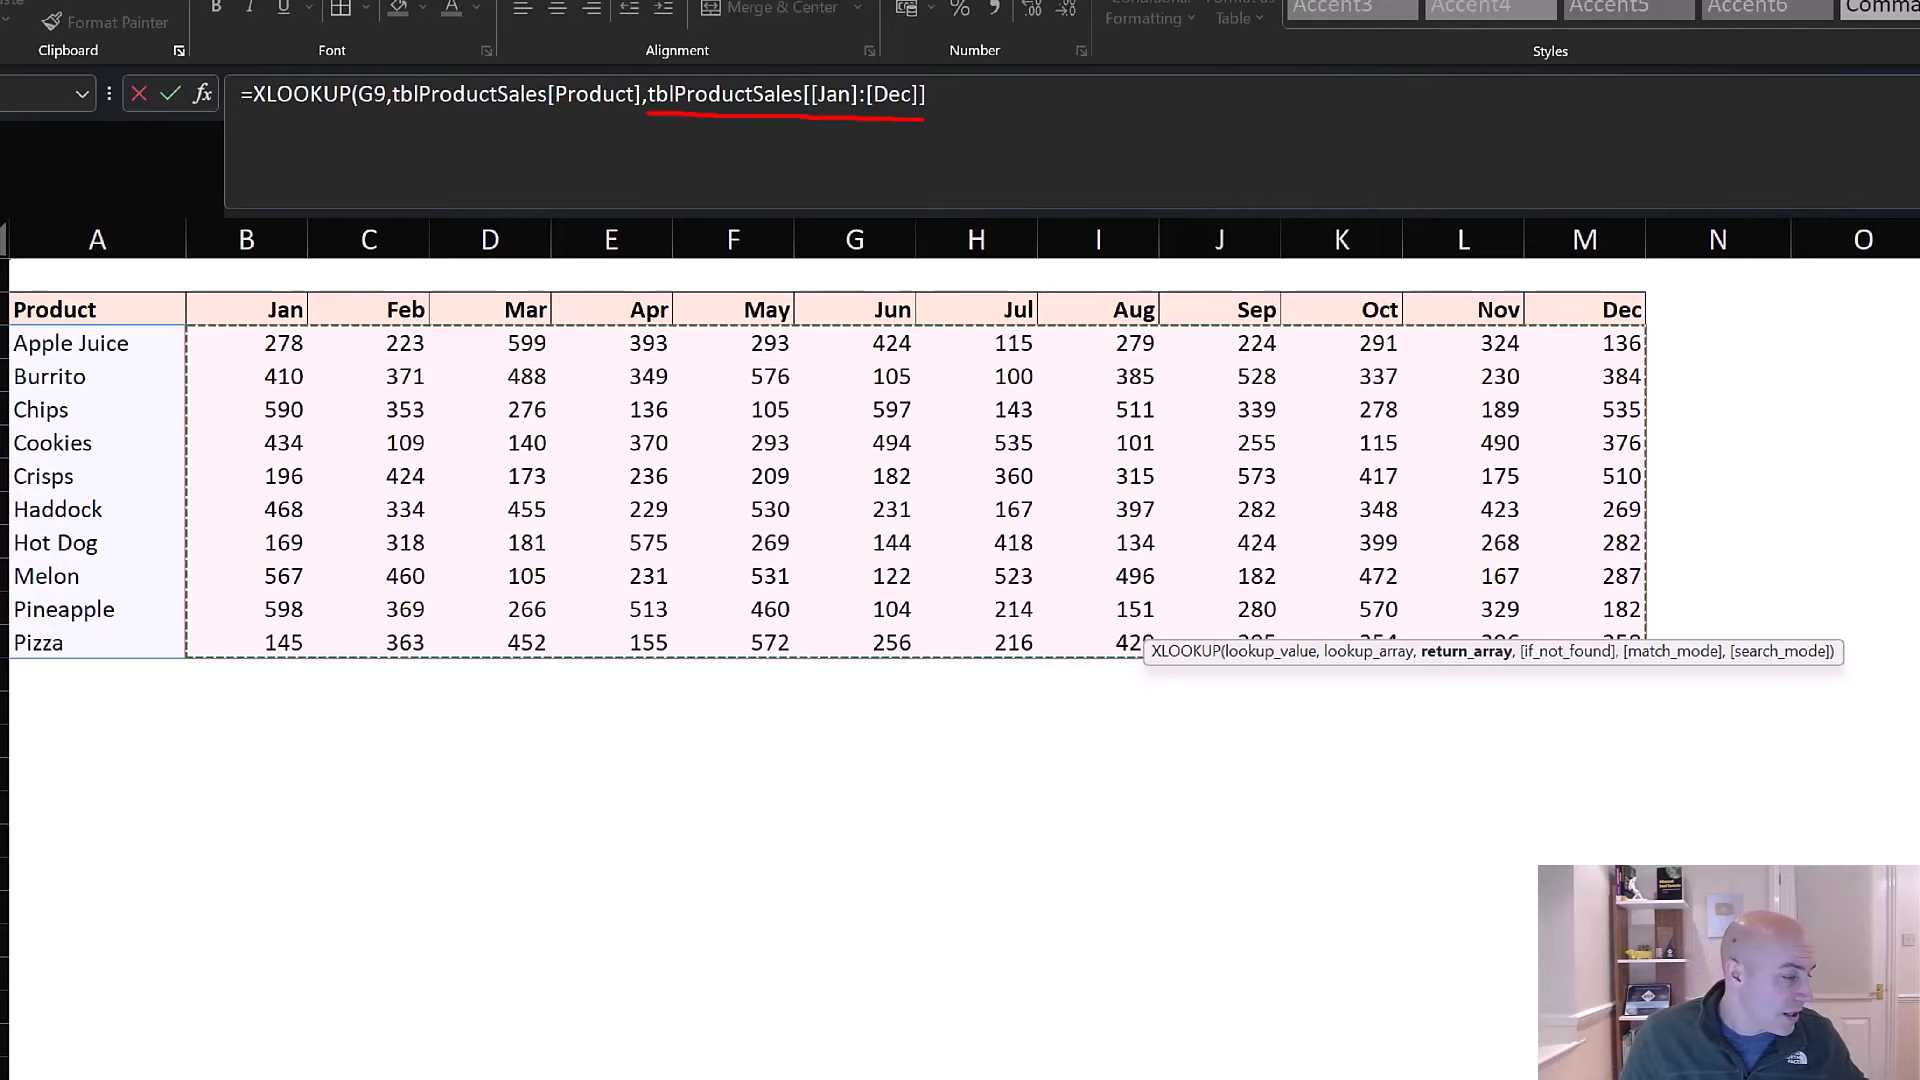 B I U A Merge & Center % 9 Conditional Format as Accent3 Accent4 Accent5 Accent6 Comma
Format Painter Formatting Table
Clipboard Font Alignment Number Styles
fx =XLOOKUP(G9,tblProductSales[Product],tblProductSales[[Jan]:[Dec]]
A B C D E F G H I J K L M N O
Product Jan Feb Mar Apr May Jun Jul Aug Sep Oct Nov Dec
Apple Juice 278 223 599 393 293 424 115 279 224 291 324 136
Burrito 410 371 488 349 576 105 100 385 528 337 230 384
Chips 590 353 276 136 105 597 143 511 339 278 189 535
Cookies 434 109 140 370 293 494 535 101 255 115 490 376
Crisps 196 424 173 236 209 182 360 315 573 417 175 510
Haddock 468 334 455 229 530 231 167 397 282 348 423 269
Hot Dog 169 318 181 575 269 144 418 134 424 399 268 282
Melon 567 460 105 231 531 122 523 496 182 472 167 287
Pineapple 598 369 266 513 460 104 214 151 280 570 329 182
Pizza 145 363 452 155 572 256 216
XLOOKUP(lookup_value, lookup_array, return_array, [if_not_found], [match_mode], [search_mode])